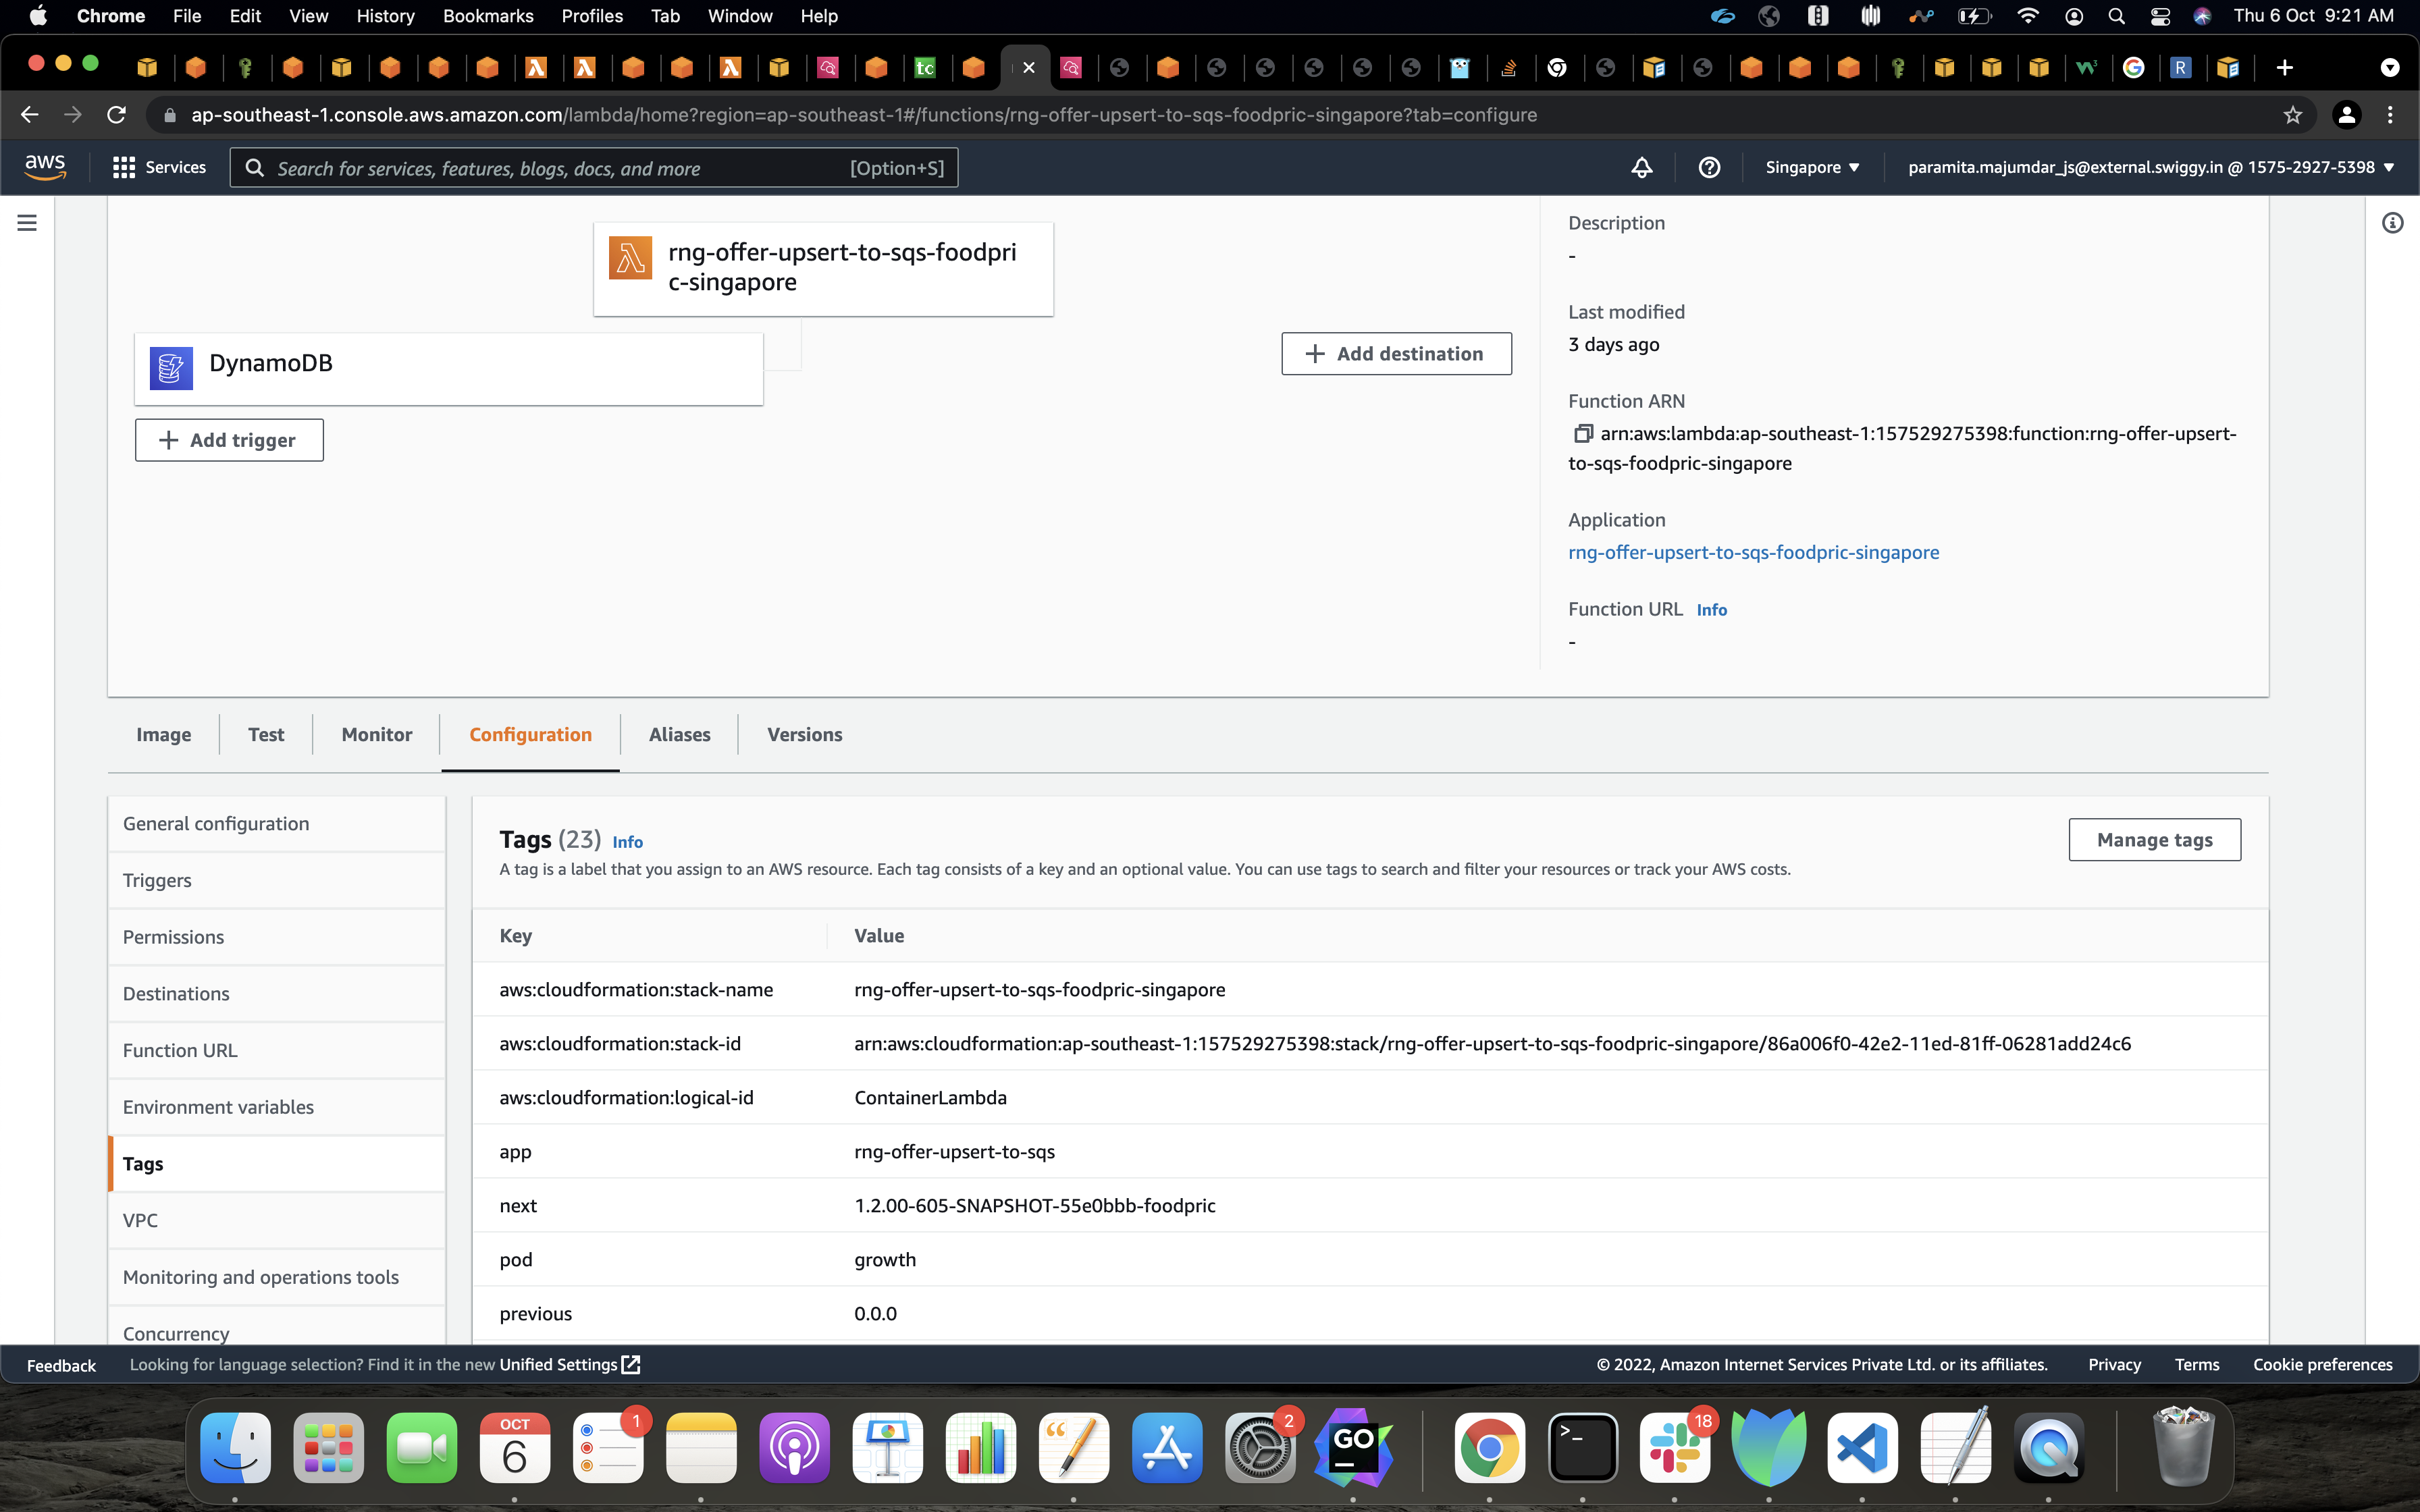 Chrome File Edit View History Bookmarks Profiles Tab Window Help Thu 6 Oct 9:21 AM
tc
G R
ap-southeast-1.console.aws.amazon.com/lambda/home?region=ap-southeast-1#/functions/rng-offer-upsert-to-sqs-foodpric-singapore?tab=configure
aws Services Search for services, features, blogs, docs, and more [Option+S] Singapore paramita.majumdar_js@external.swiggy.in @ 1575-2927-5398
rng-offer-upsert-to-sqs-foodpri
c-singapore
DynamoDB
Add trigger
Add destination
Description
-
Last modified
3 days ago
Function ARN
arn:aws:lambda:ap-southeast-1:157529275398:function:rng-offer-upsert-
to-sqs-foodpric-singapore
Application
rng-offer-upsert-to-sqs-foodpric-singapore
Function URL Info
-
Image Test Monitor Configuration Aliases Versions
General configuration
Triggers
Permissions
Destinations
Function URL
Environment variables
Tags
VPC
Monitoring and operations tools
Concurrency
Tags (23) Info
Manage tags
A tag is a label that you assign to an AWS resource. Each tag consists of a key and an optional value. You can use tags to search and filter your resources or track your AWS costs.
Key Value
aws:cloudformation:stack-name rng-offer-upsert-to-sqs-foodpric-singapore
aws:cloudformation:stack-id arn:aws:cloudformation:ap-southeast-1:157529275398:stack/rng-offer-upsert-to-sqs-foodpric-singapore/86a006f0-42e2-11ed-81ff-06281add24c6
aws:cloudformation:logical-id ContainerLambda
app rng-offer-upsert-to-sqs
next 1.2.00-605-SNAPSHOT-55e0bbb-foodpric
pod growth
previous 0.0.0
Feedback Looking for language selection? Find it in the new Unified Settings © 2022, Amazon Internet Services Private Ltd. or its affiliates. Privacy Terms Cookie preferences
OCT
6
1
2
GO
18